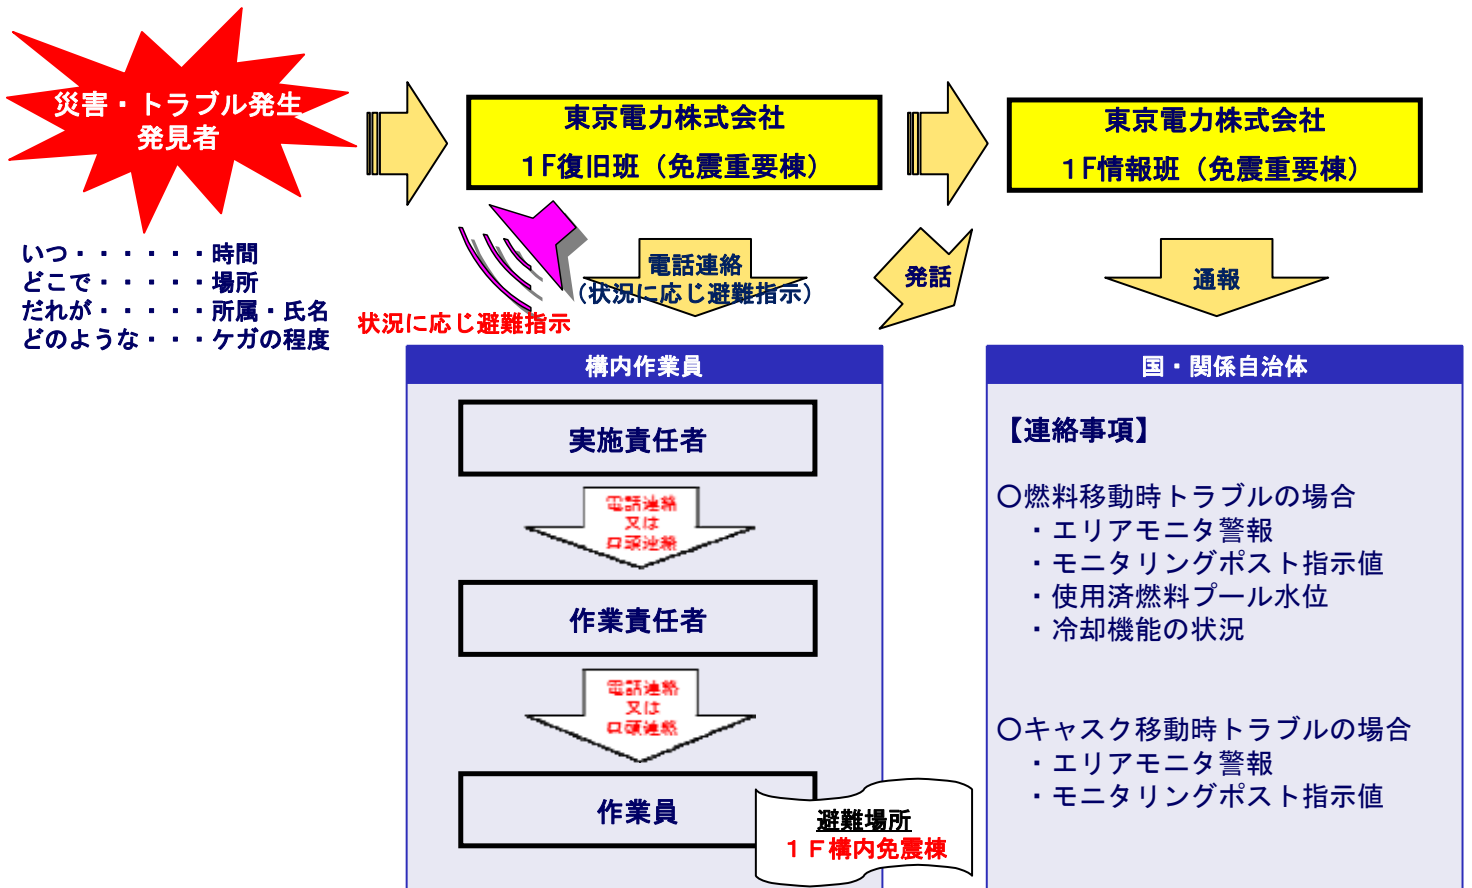 災害・トラブル発生
発見者
いつ・・・・・・時間
どこで・・・・・場所
だれが・・・・・所属・氏名
どのような・・・ケガの程度
東京電力株式会社
１F復旧班（免震重要棟）
東京電力株式会社
１F情報班（免震重要棟）
状況に応じ避難指示
電話連絡
（状況に応じ避難指示）
発話
通報
構内作業員
実施責任者
電話連絡
又は
口頭連絡
作業責任者
電話連絡
又は
口頭連絡
作業員
避難場所
１Ｆ構内免震棟
国・関係自治体
【連絡事項】
○燃料移動時トラブルの場合
・エリアモニタ警報
・モニタリングポスト指示値
・使用済燃料プール水位
・冷却機能の状況
○キャスク移動時トラブルの場合
・エリアモニタ警報
・モニタリングポスト指示値